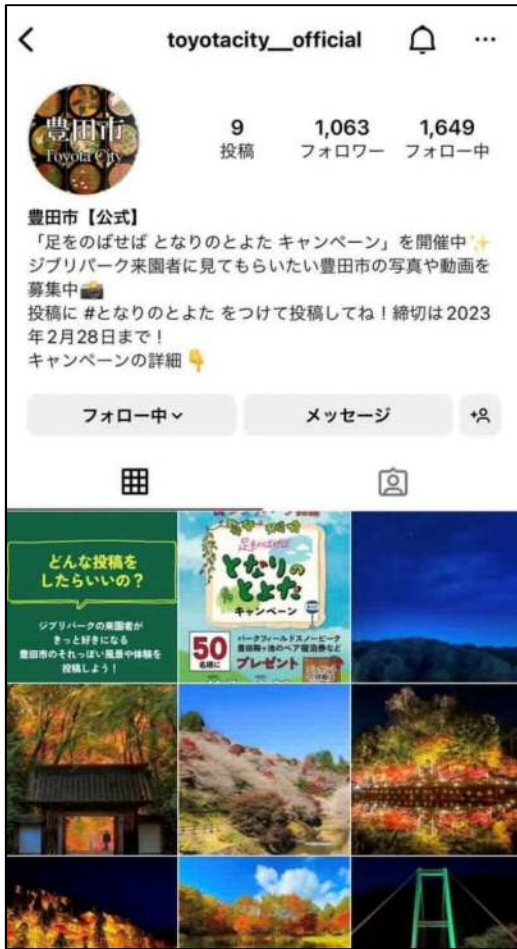 toyotacity__official
豊田市
Toyota City
9
投稿
1,063
フォロワー
1,649
フォロー中
豊田市【公式】
「足をのばせば となりのとよた キャンペーン」を開催中✨
ジブリパーク来園者に見てもらいたい豊田市の写真や動画を
募集中📸
投稿に #となりのとよた をつけて投稿してね！締切は2023
年2月28日まで！
キャンペーンの詳細👇
フォロー中
メッセージ
どんな投稿を
したらいいの？
ジブリパークの来園者が
きっと好きになる
豊田市のそれっぽい風景や体験を
投稿しよう！
足をのばせば
となりの
とよた
キャンペーン
50
名様に
パークフィールドスノーピーク
豊田鞍ヶ池のペア宿泊券など
プレゼント